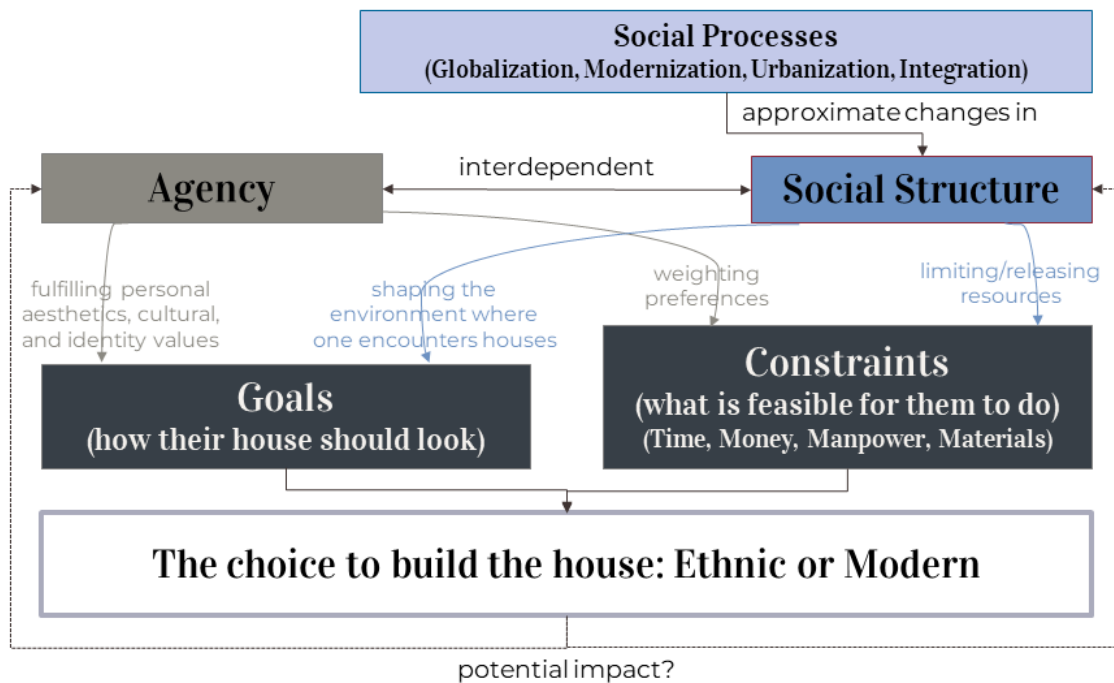 Social Processes
(Globalization, Modernization, Urbanization, Integration)
approximate changes in
Agency
interdependent
Social Structure
fulfilling personal
aesthetics, cultural,
and identity values
shaping the
environment where
one encounters houses
weighting
preferences
limiting/releasing
resources
Goals
(how their house should look)
Constraints
(what is feasible for them to do)
(Time, Money, Manpower, Materials)
The choice to build the house: Ethnic or Modern
potential impact?